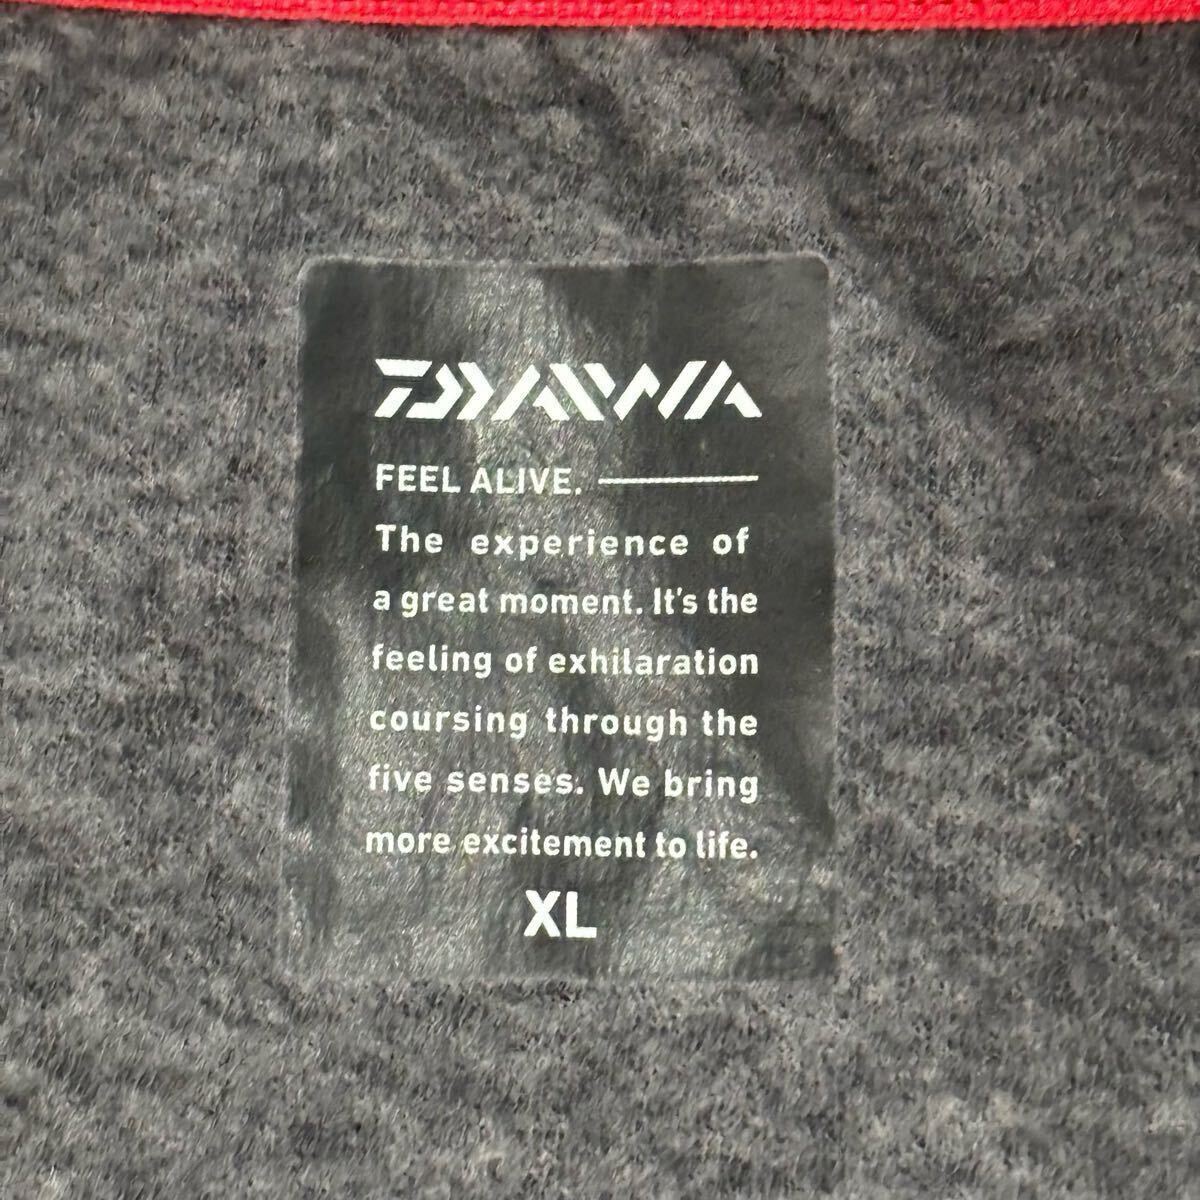 DAIWA
FEEL ALIVE.
The experience of
a great moment. It's the
feeling of exhilaration
coursing through the
five senses. We bring
more excitement to life.
XL